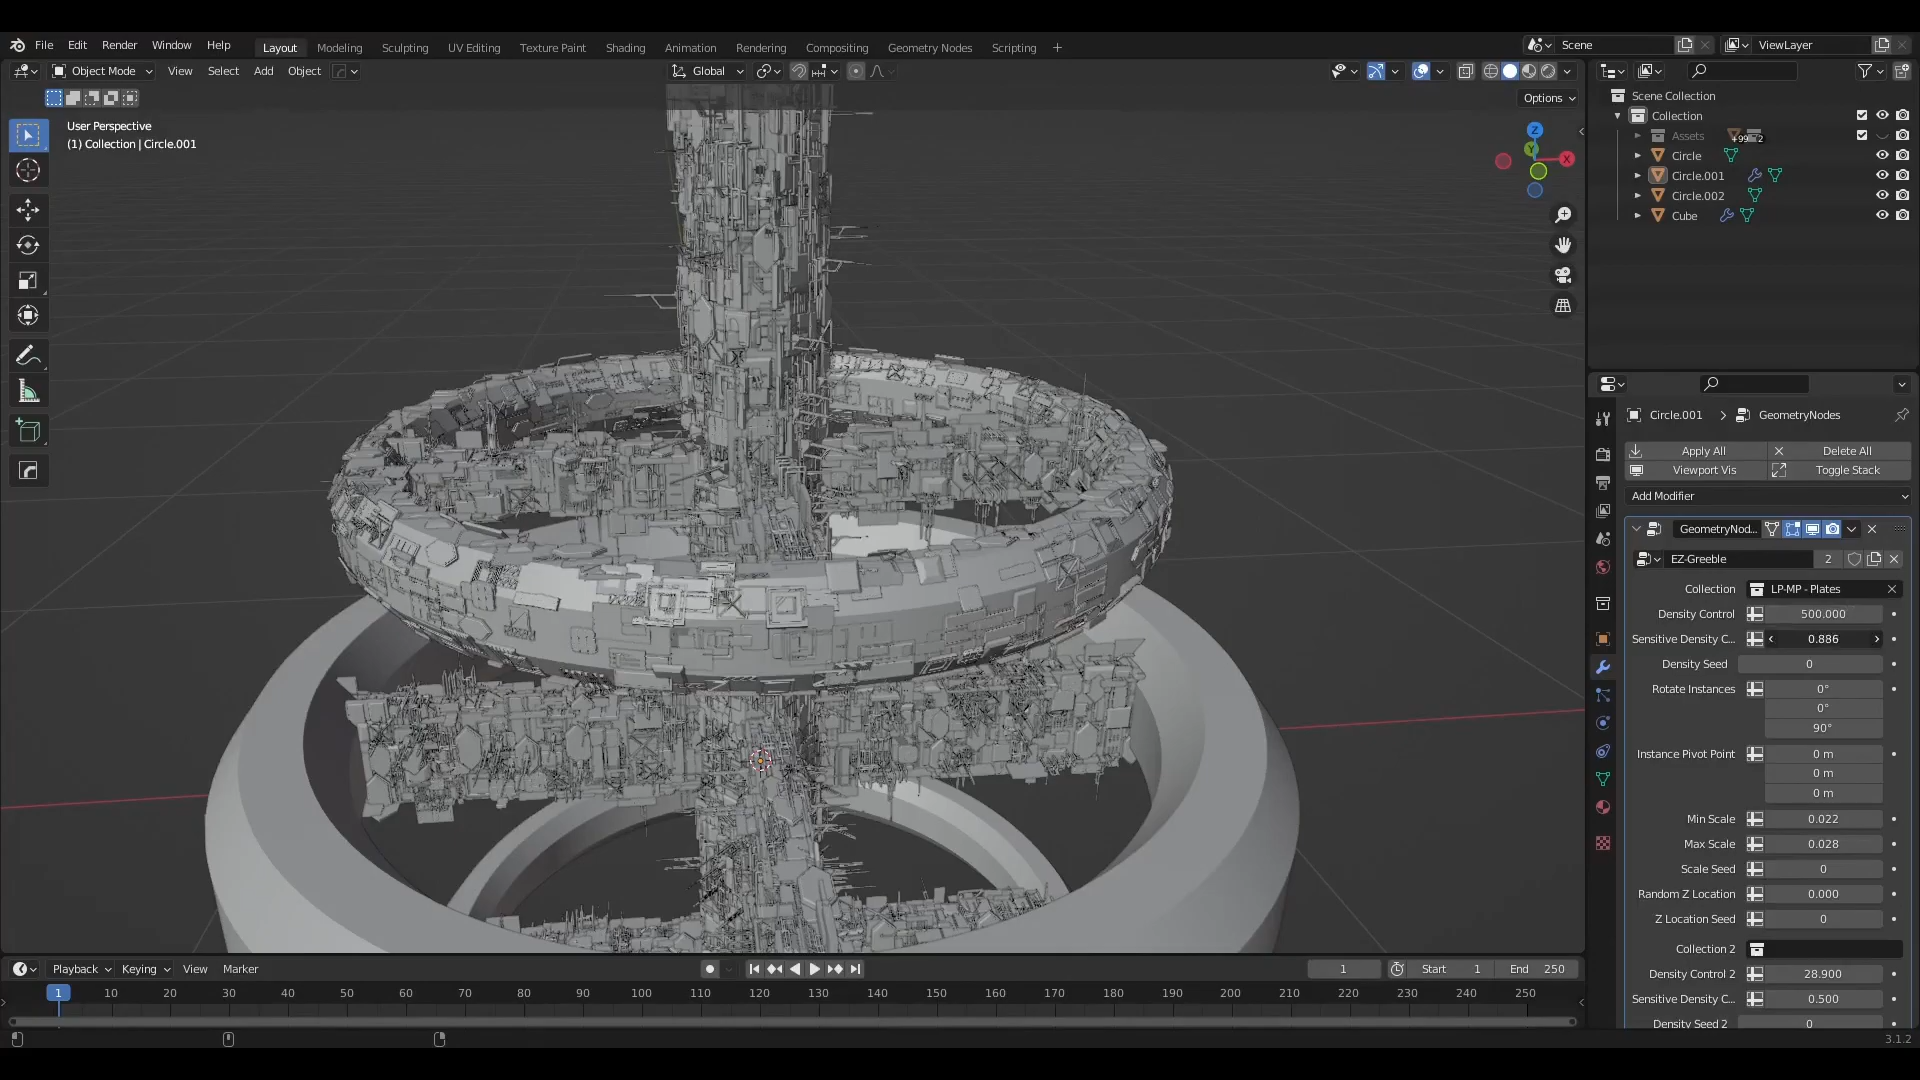 File Edit Render Window Help Layout Modeling Sculpting UV Editing Texture Paint Shading Animation Rendering Compositing Geometry Nodes Scripting + Scene ViewLayer
Object Mode View Select Add Object Global
Options
User Perspective
(1) Collection | Circle.001
Z
Y
X
Scene Collection
Collection
Assets +99 2
Circle
Circle.001
Circle.002
Cube
Circle.001 > GeometryNodes
Apply All Delete All
Viewport Vis Toggle Stack
Add Modifier
GeometryNod...
EZ-Greeble 2
Collection LP-MP - Plates
Density Control 500.000
Sensitive Density C... 0.886
Density Seed 0
Rotate Instances 0°
0°
90°
Instance Pivot Point 0 m
0 m
0 m
Min Scale 0.022
Max Scale 0.028
Scale Seed 0
Random Z Location 0.000
Z Location Seed 0
Collection 2
Density Control 2 28.900
Sensitive Density C... 0.500
Density Seed 2 0
Playback Keying View Marker 1 Start 1 End 250
1 10 20 30 40 50 60 70 80 90 100 110 120 130 140 150 160 170 180 190 200 210 220 230 240 250
3.1.2